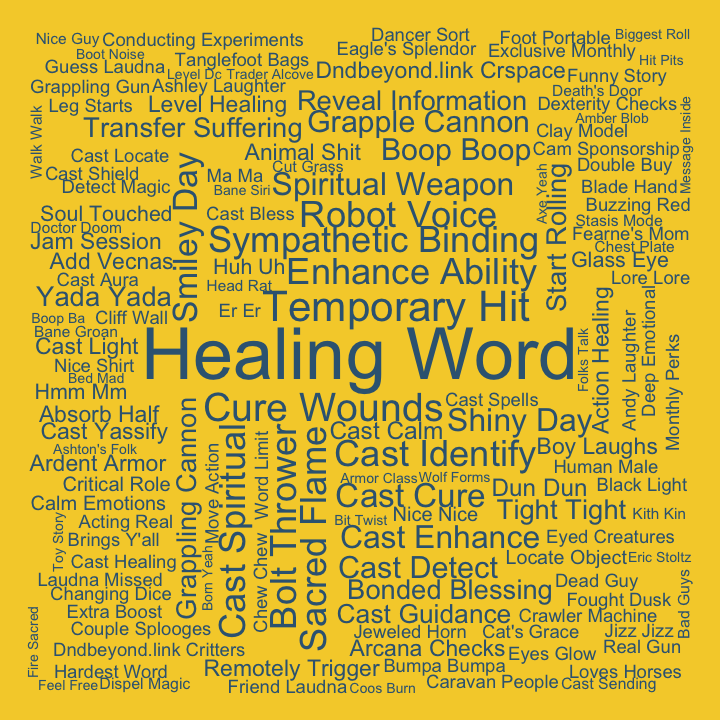 Nice Guy
Conducting Experiments
Boot Noise
Guess Laudna
Tanglefoot Bags
Level Dc
Trader Alcove
Grappling Gun
Ashley Laughter
Leg Starts
Level Healing
Transfer Suffering
Dancer Sort
Eagle's Splendor
Dndbeyond.link Crspace
Reveal Information
Grapple Cannon
Foot Portable
Biggest Roll
Exclusive Monthly
Hit Pits
Funny Story
Death's Door
Dexterity Checks
Amber Blob
Clay Model
Message Inside
Walk Walk
Cast Locate
Cast Shield
Detect Magic
Animal Shit
Boop Boop
Cam Sponsorship
Double Buy
Cut Grass
Ma Ma
Bane Siri
Spiritual Weapon
Axe Yeah
Blade Hand
Buzzing Red
Smiley Day
Soul Touched
Cast Bless
Robot Voice
Start Rolling
Stasis Mode
Fearne's Mom
Doctor Doom
Jam Session
Sympathetic Binding
Chest Plate
Add Vecnas
Glass Eye
Huh Uh
Enhance Ability
Cast Aura
Lore Lore
Head Rat
Yada Yada
Er Er
Temporary Hit
Action Healing
Deep Emotional
Boop Ba
Cliff Wall
Bane Groan
Healing Word
Folks Talk
Andy Laughter
Monthly Perks
Cast Light
Nice Shirt
Bed Mad
Hmm Mm
Absorb Half
Cure Wounds
Cast Spells
Shiny Day
Cast Yassify
Cast Calm
Ashton's Folk
Cast Identify
Boy Laughs
Ardent Armor
Grappling Cannon
Move Action
Cast Spiritual
Word Limit
Bolt Thrower
Sacred Flame
Human Male
Critical Role
Armor Class
Wolf Forms
Dun Dun
Black Light
Calm Emotions
Cast Cure
Tight Tight
Kith Kin
Toy Story
Acting Real
Bit Twist
Nice Nice
Brings Y'all
Cast Enhance
Eyed Creatures
Cast Healing
Born Yeah
Chew Chew
Locate Object
Eric Stoltz
Laudna Missed
Cast Detect
Dead Guy
Bad Guys
Changing Dice
Bonded Blessing
Fought Dusk
Extra Boost
Cast Guidance
Crawler Machine
Fire Sacred
Couple Splooges
Jeweled Horn
Cat's Grace
Jizz Jizz
Dndbeyond.link Critters
Arcana Checks
Eyes Glow
Real Gun
Hardest Word
Remotely Trigger
Bumpa Bumpa
Loves Horses
Feel Free
Dispel Magic
Friend Laudna
Coos Burn
Caravan People
Cast Sending